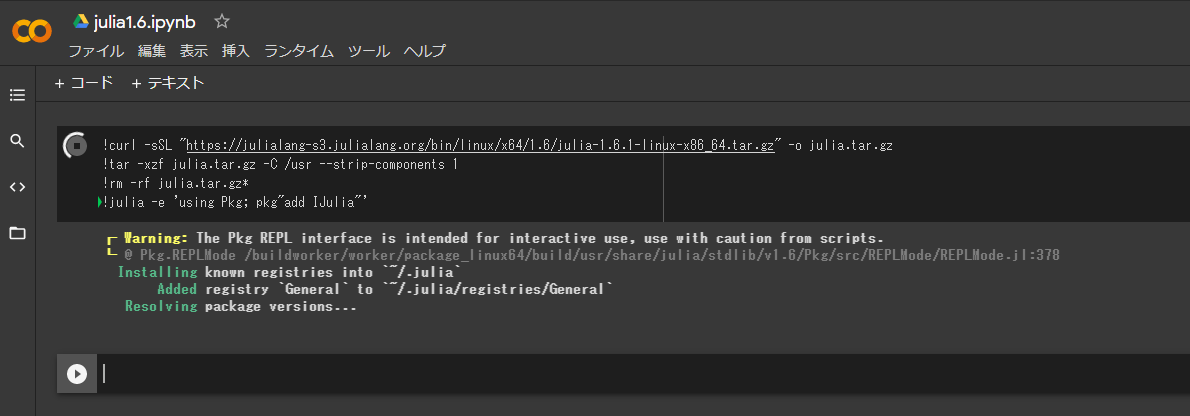 julia1.6.ipynb
ファイル 編集 表示 挿入 ランタイム ツール ヘルプ
+ コード + テキスト
!curl -sSL "https://julialang-s3.julialang.org/bin/linux/x64/1.6/julia-1.6.1-linux-x86_64.tar.gz" -o julia.tar.gz
!tar -xzf julia.tar.gz -C /usr --strip-components 1
!rm -rf julia.tar.gz*
!julia -e 'using Pkg; pkg"add IJulia"'
┌ Warning: The Pkg REPL interface is intended for interactive use, use with caution from scripts.
└ @ Pkg.REPLMode /buildworker/worker/package_linux64/build/usr/share/julia/stdlib/v1.6/Pkg/src/REPLMode/REPLMode.jl:378
Installing known registries into `~/.julia`
Added registry `General` to `~/.julia/registries/General`
Resolving package versions...